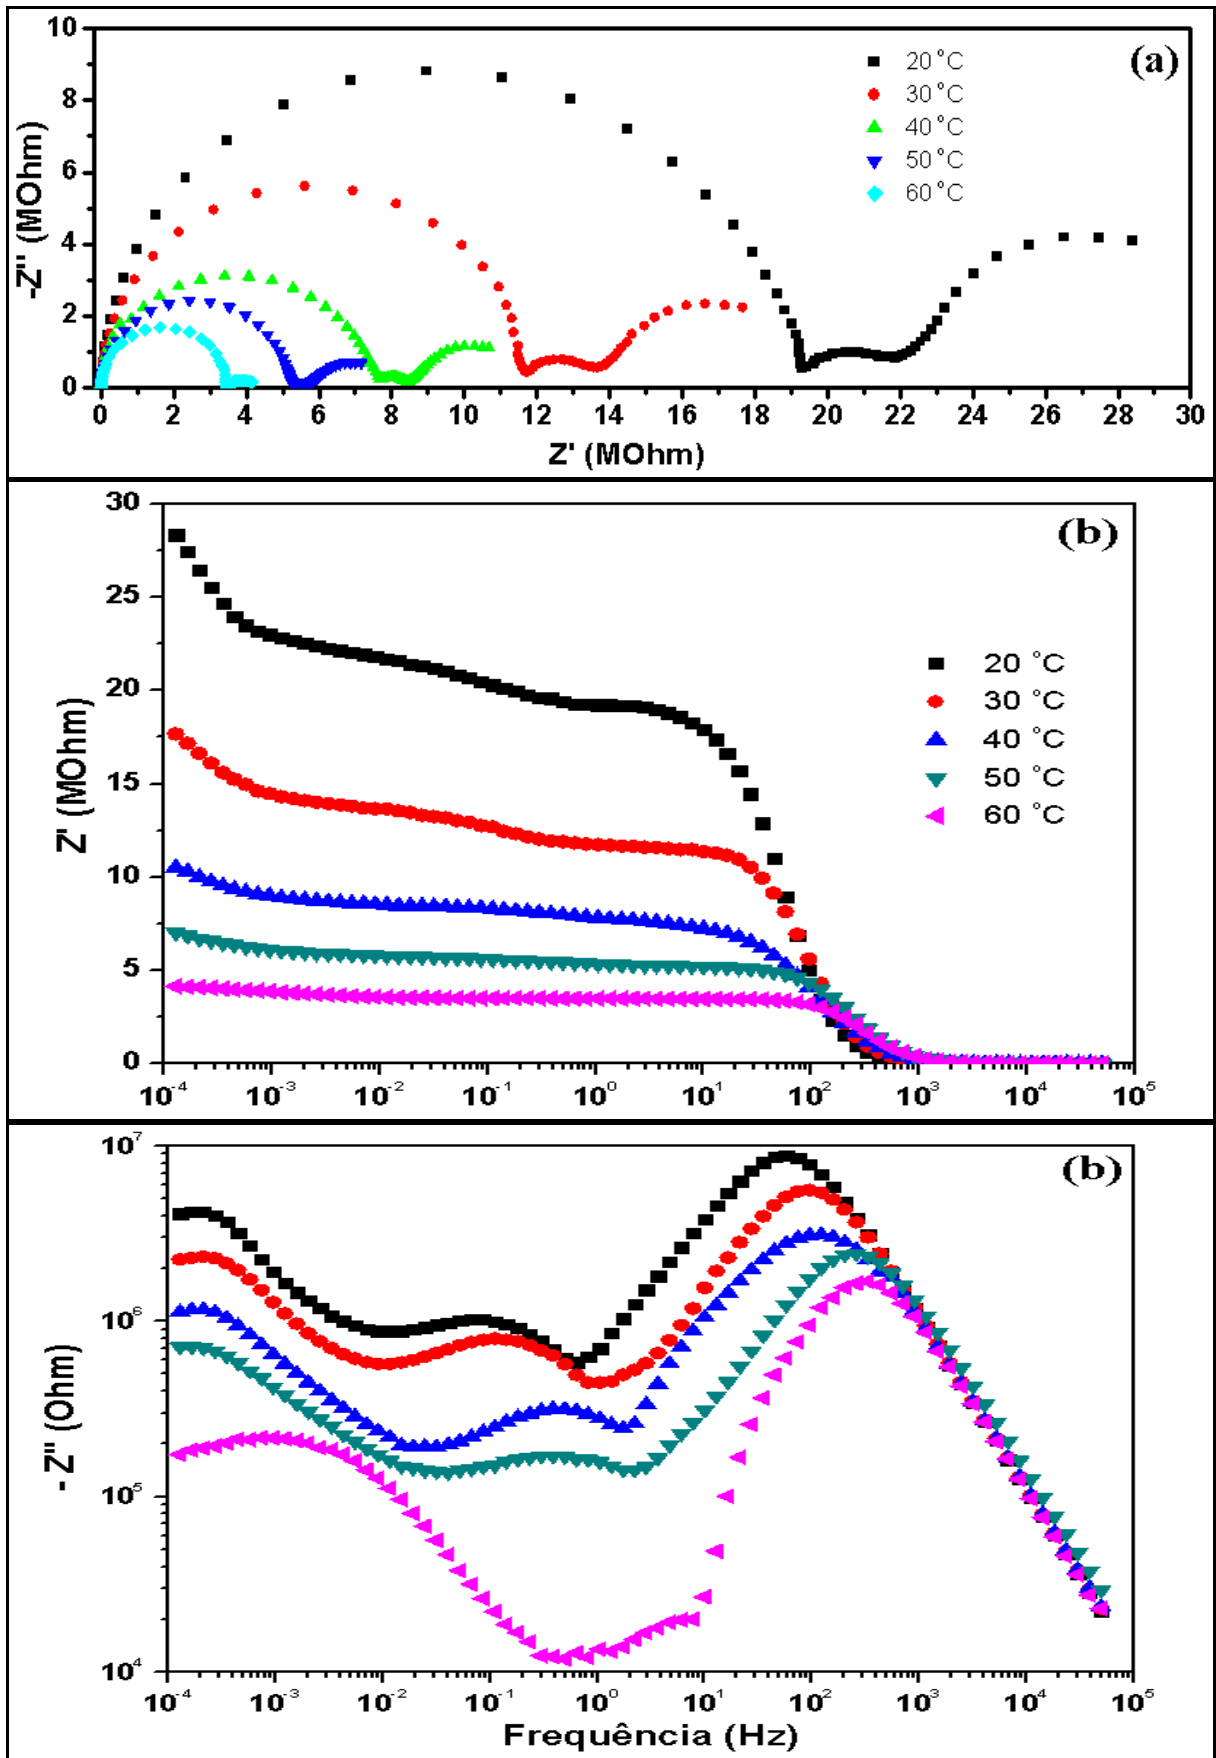 (a)
-Z'' (MOhm)
10
8
6
4
2
0
20 °C
30 °C
40 °C
50 °C
60 °C
0 2 4 6 8 10 12 14 16 18 20 22 24 26 28 30
Z' (MOhm)
(b)
Z' (MOhm)
30
25
20
15
10
5
0
20 °C
30 °C
40 °C
50 °C
60 °C
10⁻⁴ 10⁻³ 10⁻² 10⁻¹ 10⁰ 10¹ 10² 10³ 10⁴ 10⁵
(b)
- Z'' (Ohm)
10⁷
10⁶
10⁵
10⁴
10⁻⁴ 10⁻³ 10⁻² 10⁻¹ 10⁰ 10¹ 10² 10³ 10⁴ 10⁵
Frequência (Hz)